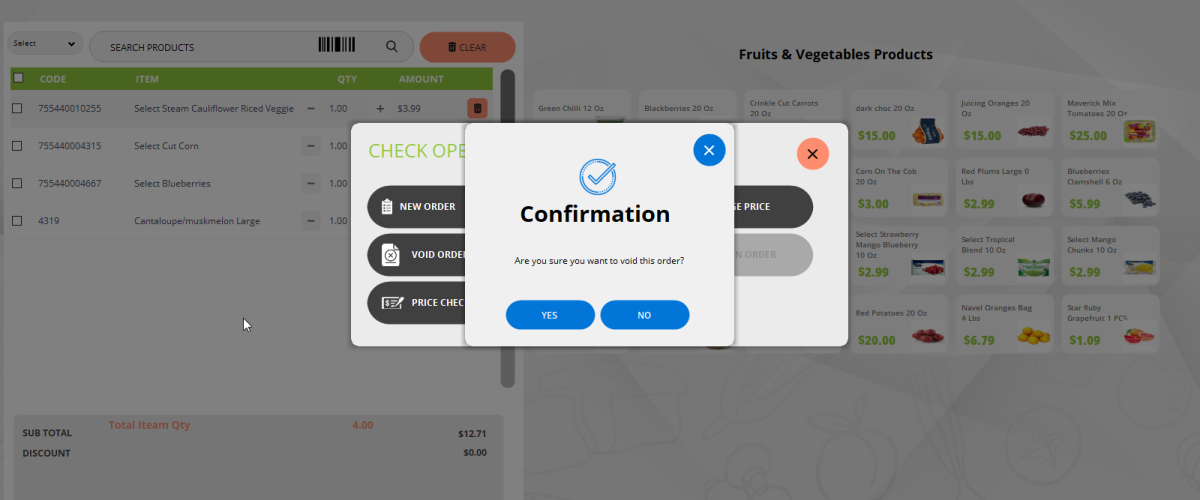 Select
SEARCH PRODUCTS
CLEAR
Fruits & Vegetables Products
CODE ITEM QTY AMOUNT
755440010255 Select Steam Cauliflower Riced Veggie 1.00 + $3.99
755440004315 Select Cut Corn 1.00
755440004667 Select Blueberries 1.00
4319 Cantaloupe/muskmelon Large 1.00
Total Iteam Qty 4.00
SUB TOTAL $12.71
DISCOUNT $0.00
CHECK OPE
NEW ORDER
VOID ORDE
PRICE CHEC
GE PRICE
N ORDER
Confirmation
Are you sure you want to void this order?
YES
NO
Green Chilli 12 Oz
Blackberries 20 Oz
Crinkle Cut Carrots
20 Oz
dark choc 20 Oz
$15.00
Juicing Oranges 20
Oz
$15.00
Maverick Mix
Tomatoes 20 Oz
$25.00
Corn On The Cob
20 Oz
$3.00
Red Plums Largo 0
Lbs
$2.99
Blueberries
Clamshell 6 Oz
$5.99
Select Strawberry
Mango Blueberry
10 Oz
$2.99
Select Tropical
Blend 10 Oz
$2.99
Select Mango
Chunks 10 Oz
$2.99
Red Potatoes 20 Oz
$20.00
Navel Oranges Bag
4 Lbs
$6.79
Star Ruby
Grapefruit 1 PCS
$1.09